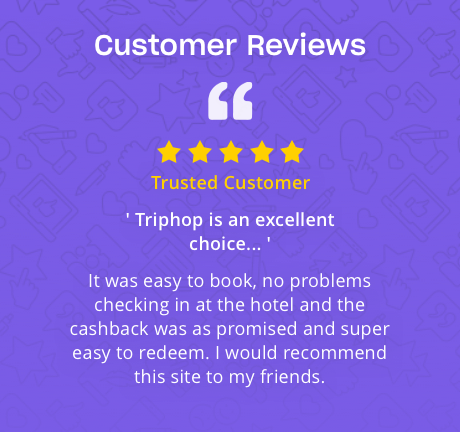 Customer Reviews
Trusted Customer
' Triphop is an excellent
choice... '
It was easy to book, no problems
checking in at the hotel and the
cashback was as promised and super
easy to redeem. I would recommend
this site to my friends.